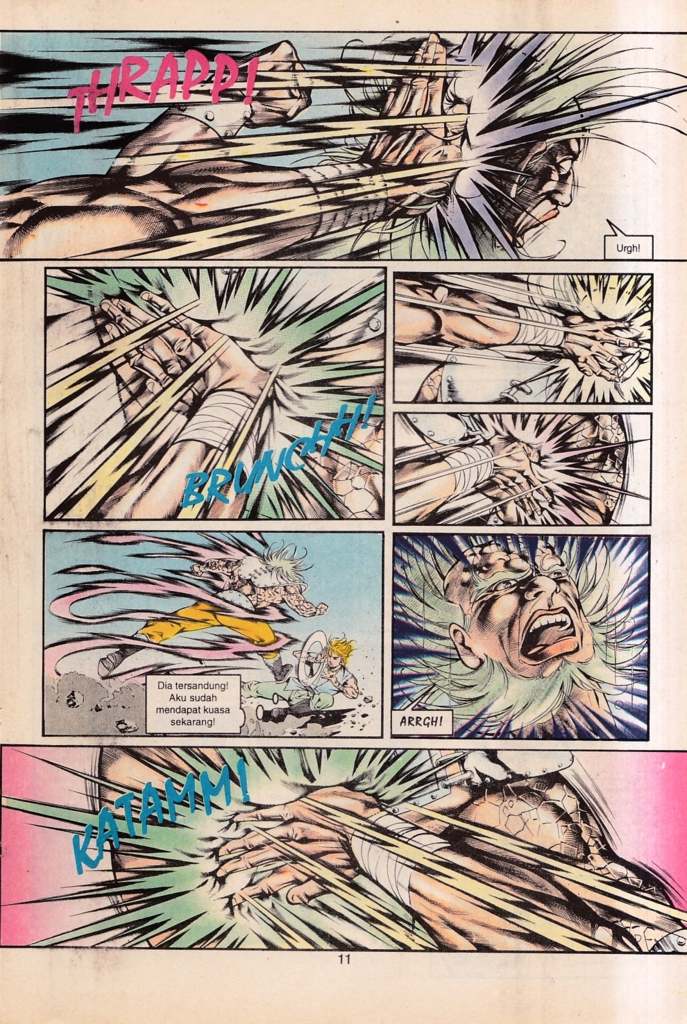 THRAPP!
Urgh!
BRUNCHH!
Dia tersandung!
Aku sudah
mendapat kuasa
sekarang!
ARRGH!
KATAMM!
11